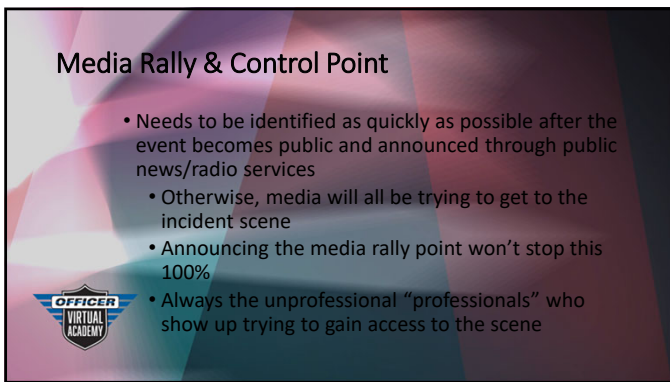 Media Rally & Control Point
• Needs to be identified as quickly as possible after the
event becomes public and announced through public
news/radio services
• Otherwise, media will all be trying to get to the
incident scene
• Announcing the media rally point won’t stop this
100%
• Always the unprofessional “professionals” who
show up trying to gain access to the scene
OFFICER
VIRTUAL
ACADEMY